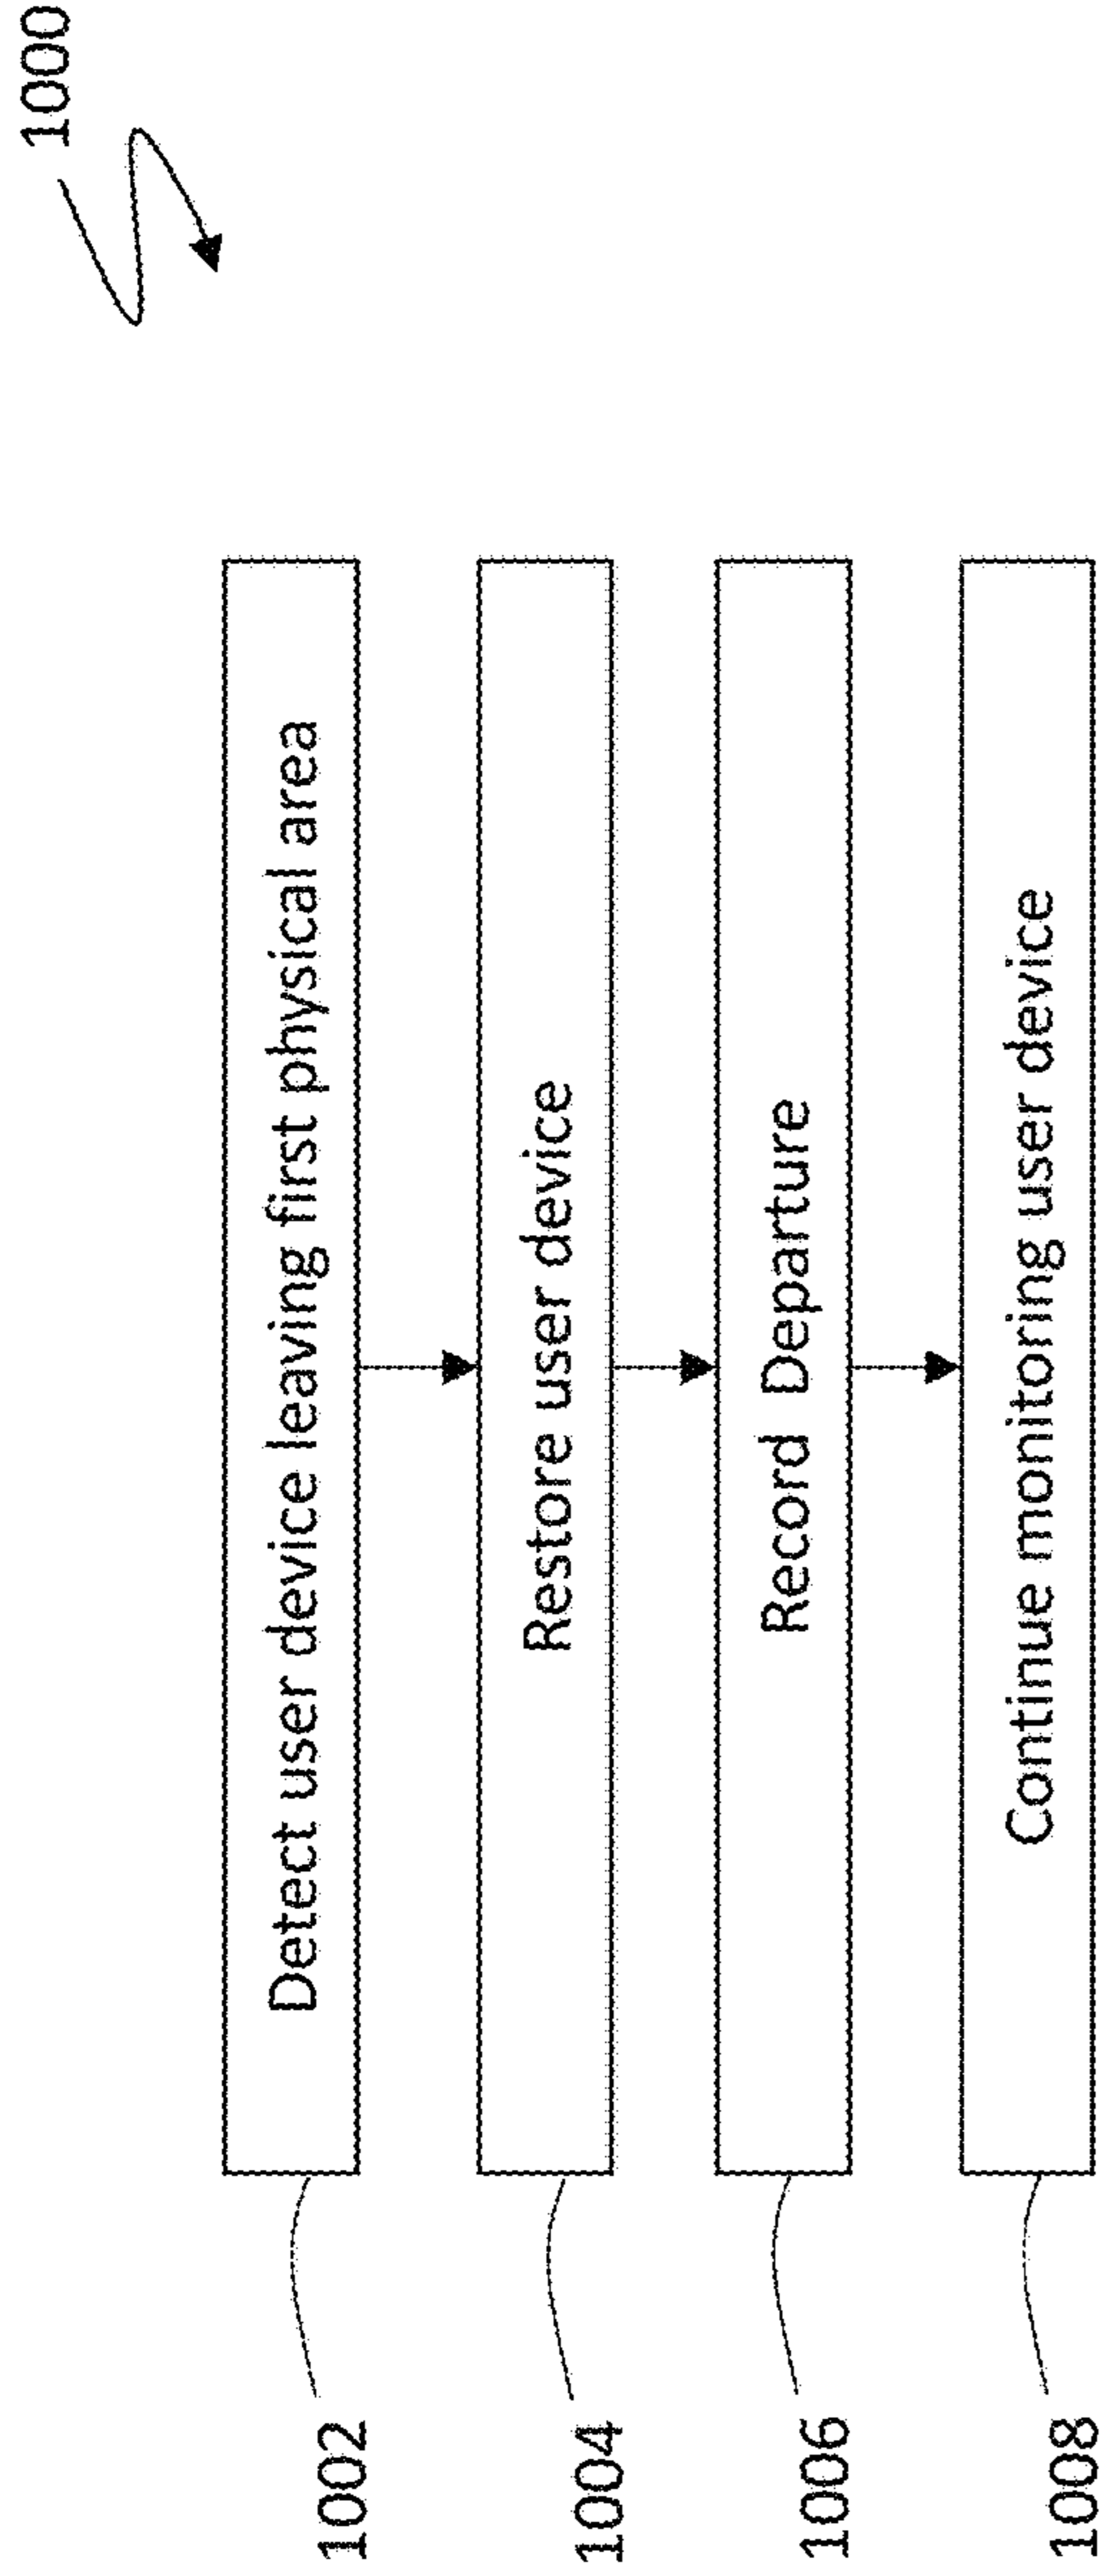 1000
1002
Detect user device leaving first physical area
1004
Restore user device
1006
Record Departure
1008
Continue monitoring user device